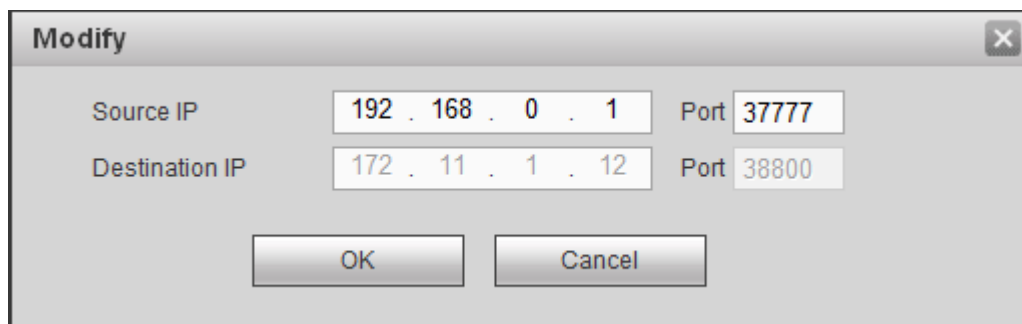 Modify
Source IP 192 . 168 . 0 . 1 Port 37777
Destination IP 172 . 11 . 1 . 12 Port 38800
OK Cancel